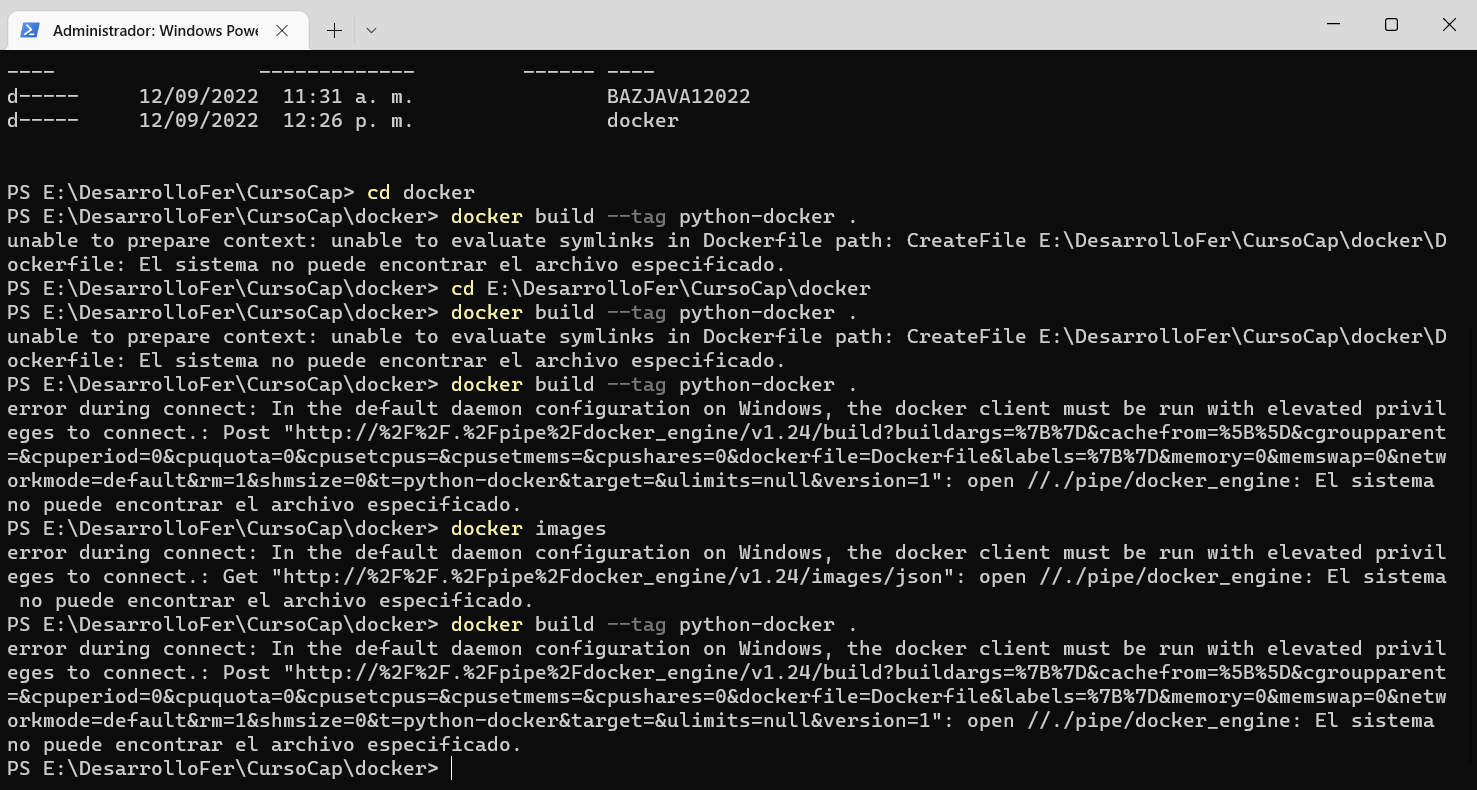 Administrador: Windows Powe
----                 -------------         ------ ----
d-----     12/09/2022  11:31 a. m.                BAZJAVA12022
d-----     12/09/2022  12:26 p. m.                docker
PS E:\DesarrolloFer\CursoCap> cd docker
PS E:\DesarrolloFer\CursoCap\docker> docker build --tag python-docker .
unable to prepare context: unable to evaluate symlinks in Dockerfile path: CreateFile E:\DesarrolloFer\CursoCap\docker\D
ockerfile: El sistema no puede encontrar el archivo especificado.
PS E:\DesarrolloFer\CursoCap\docker> cd E:\DesarrolloFer\CursoCap\docker
PS E:\DesarrolloFer\CursoCap\docker> docker build --tag python-docker .
unable to prepare context: unable to evaluate symlinks in Dockerfile path: CreateFile E:\DesarrolloFer\CursoCap\docker\D
ockerfile: El sistema no puede encontrar el archivo especificado.
PS E:\DesarrolloFer\CursoCap\docker> docker build --tag python-docker .
error during connect: In the default daemon configuration on Windows, the docker client must be run with elevated privil
eges to connect.: Post "http://%2F%2F.%2Fpipe%2Fdocker_engine/v1.24/build?buildargs=%7B%7D&cachefrom=%5B%5D&cgroupparent
=&cpuperiod=0&cpuquota=0&cpusetcpus=&cpusetmems=&cpushares=0&dockerfile=Dockerfile&labels=%7B%7D&memory=0&memswap=0&netw
orkmode=default&rm=1&shmsize=0&t=python-docker&target=&ulimits=null&version=1": open //./pipe/docker_engine: El sistema
no puede encontrar el archivo especificado.
PS E:\DesarrolloFer\CursoCap\docker> docker images
error during connect: In the default daemon configuration on Windows, the docker client must be run with elevated privil
eges to connect.: Get "http://%2F%2F.%2Fpipe%2Fdocker_engine/v1.24/images/json": open //./pipe/docker_engine: El sistema
 no puede encontrar el archivo especificado.
PS E:\DesarrolloFer\CursoCap\docker> docker build --tag python-docker .
error during connect: In the default daemon configuration on Windows, the docker client must be run with elevated privil
eges to connect.: Post "http://%2F%2F.%2Fpipe%2Fdocker_engine/v1.24/build?buildargs=%7B%7D&cachefrom=%5B%5D&cgroupparent
=&cpuperiod=0&cpuquota=0&cpusetcpus=&cpusetmems=&cpushares=0&dockerfile=Dockerfile&labels=%7B%7D&memory=0&memswap=0&netw
orkmode=default&rm=1&shmsize=0&t=python-docker&target=&ulimits=null&version=1": open //./pipe/docker_engine: El sistema
no puede encontrar el archivo especificado.
PS E:\DesarrolloFer\CursoCap\docker>